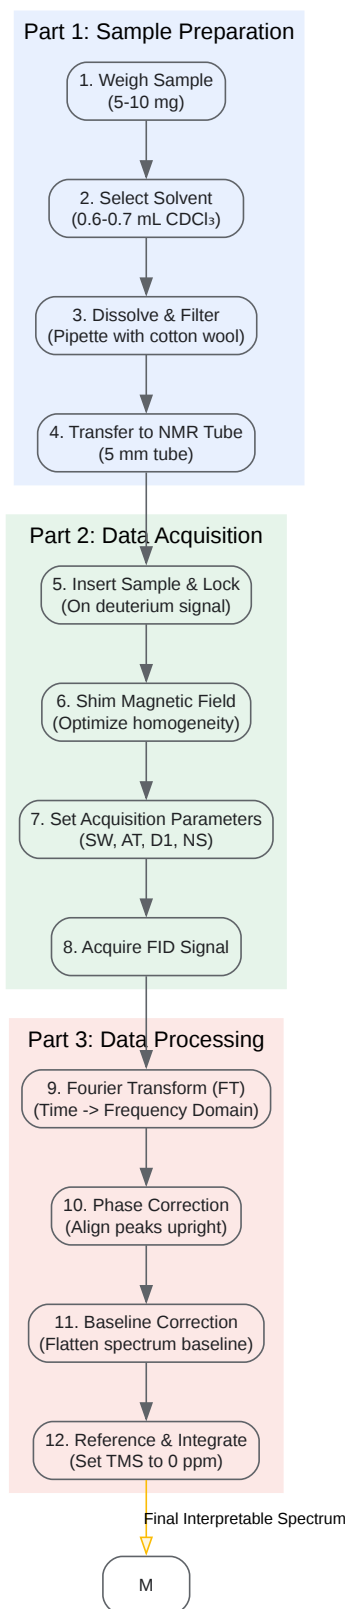 Part 1: Sample Preparation
1. Weigh Sample
(5-10 mg)
2. Select Solvent
(0.6-0.7 mL CDCl₃)
3. Dissolve & Filter
(Pipette with cotton wool)
4. Transfer to NMR Tube
(5 mm tube)
Part 2: Data Acquisition
5. Insert Sample & Lock
(On deuterium signal)
6. Shim Magnetic Field
(Optimize homogeneity)
7. Set Acquisition Parameters
(SW, AT, D1, NS)
8. Acquire FID Signal
Part 3: Data Processing
9. Fourier Transform (FT)
(Time -> Frequency Domain)
10. Phase Correction
(Align peaks upright)
11. Baseline Correction
(Flatten spectrum baseline)
12. Reference & Integrate
(Set TMS to 0 ppm)
Final Interpretable Spectrum
M